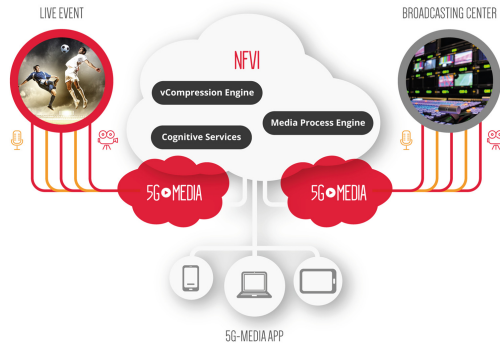 LIVE EVENT
BROADCASTING CENTER
NFVI
vCompression Engine
Media Process Engine
Cognitive Services
5G MEDIA
5G MEDIA
5G-MEDIA APP